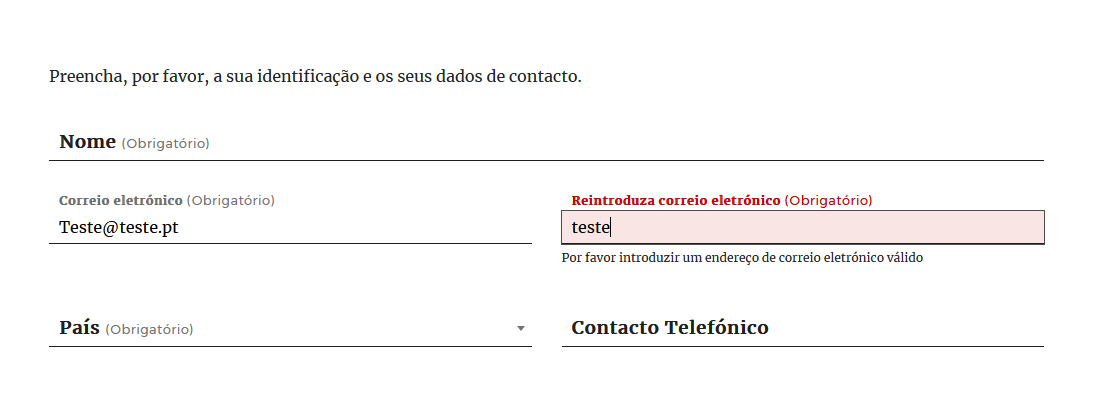 Preencha, por favor, a sua identificação e os seus dados de contacto.
Nome (Obrigatório)
Correio eletrónico (Obrigatório)
Teste@teste.pt
Reintroduza correio eletrónico (Obrigatório)
teste
Por favor introduzir um endereço de correio eletrónico válido
País (Obrigatório)
Contacto Telefónico